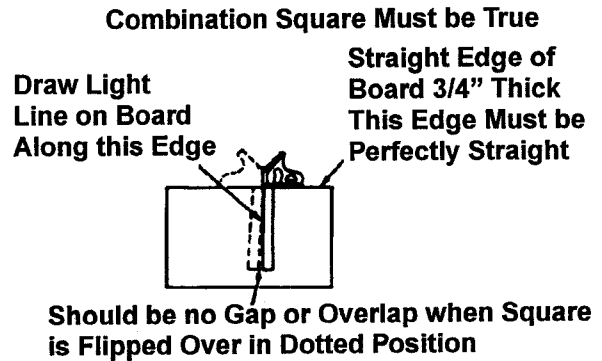 Combination Square Must be True
Draw Light
Line on Board
Along this Edge
Straight Edge of
Board 3/4” Thick
This Edge Must be
Perfectly Straight
Should be no Gap or Overlap when Square
is Flipped Over in Dotted Position